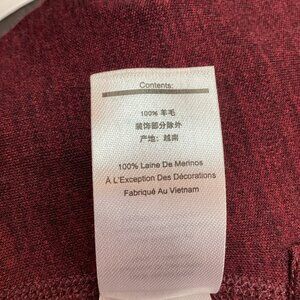 Contents:
100% 羊毛
装饰部分除外
产地：越南
100% Laine De Merinos
À L'Exception Des Décorations
Fabriqué Au Vietnam